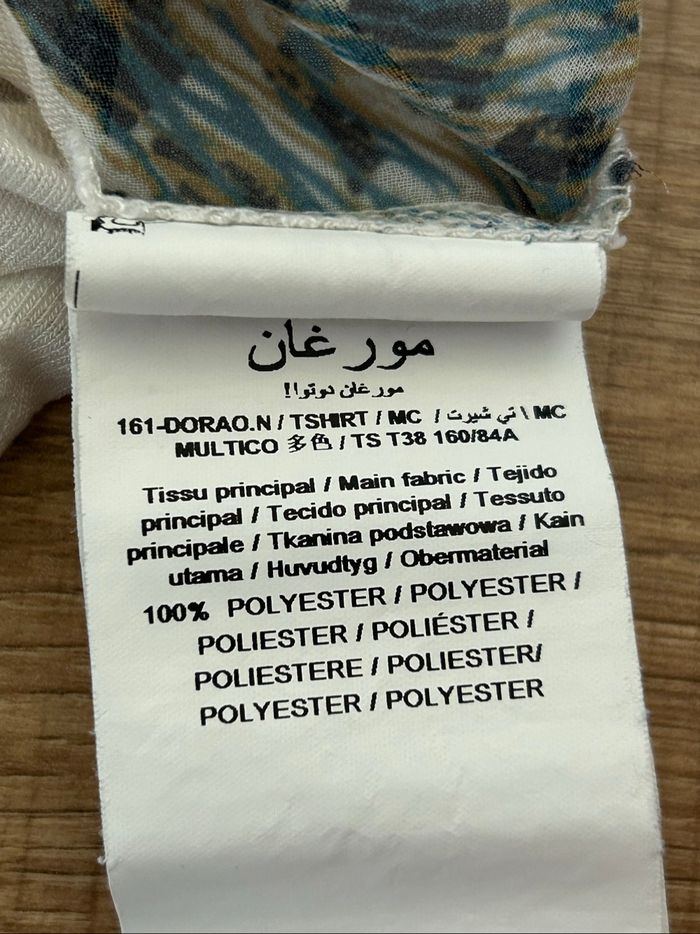 مورغان
مورغان دوتوا!
161-DORAO.N / TSHIRT / MC / تي شيرت \ MC
MULTICO 多色 / TS T38 160/84A
Tissu principal / Main fabric / Tejido
principal / Tecido principal / Tessuto
principale / Tkanina podstawowa / Kain
utama / Huvudtyg / Obermaterial
100% POLYESTER / POLYESTER /
POLIESTER / POLIÉSTER /
POLIESTERE / POLIESTER/
POLYESTER / POLYESTER